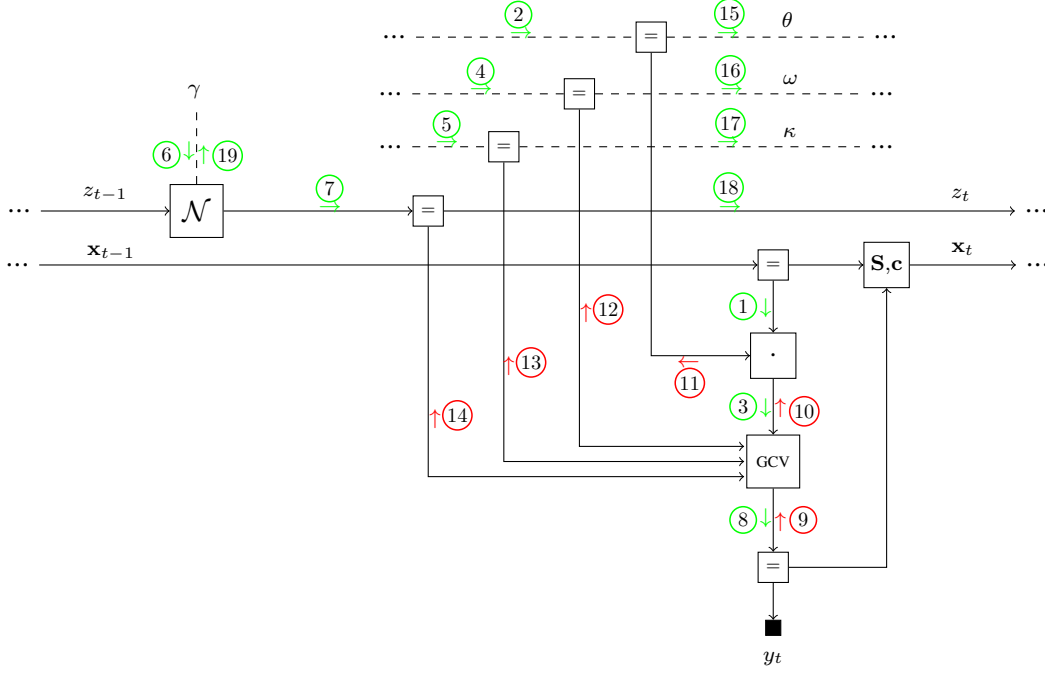 2 15 θ
... = ...
4 16 ω
... = ...
γ 5 17 κ
... = ...
6 19
z_{t−1} 7 18 z_t
... 𝒩 = ...
x_{t−1} x_t
... = S,c ...
1
12
·
13 11
3 10
14
GCV
8 9
=
y_t